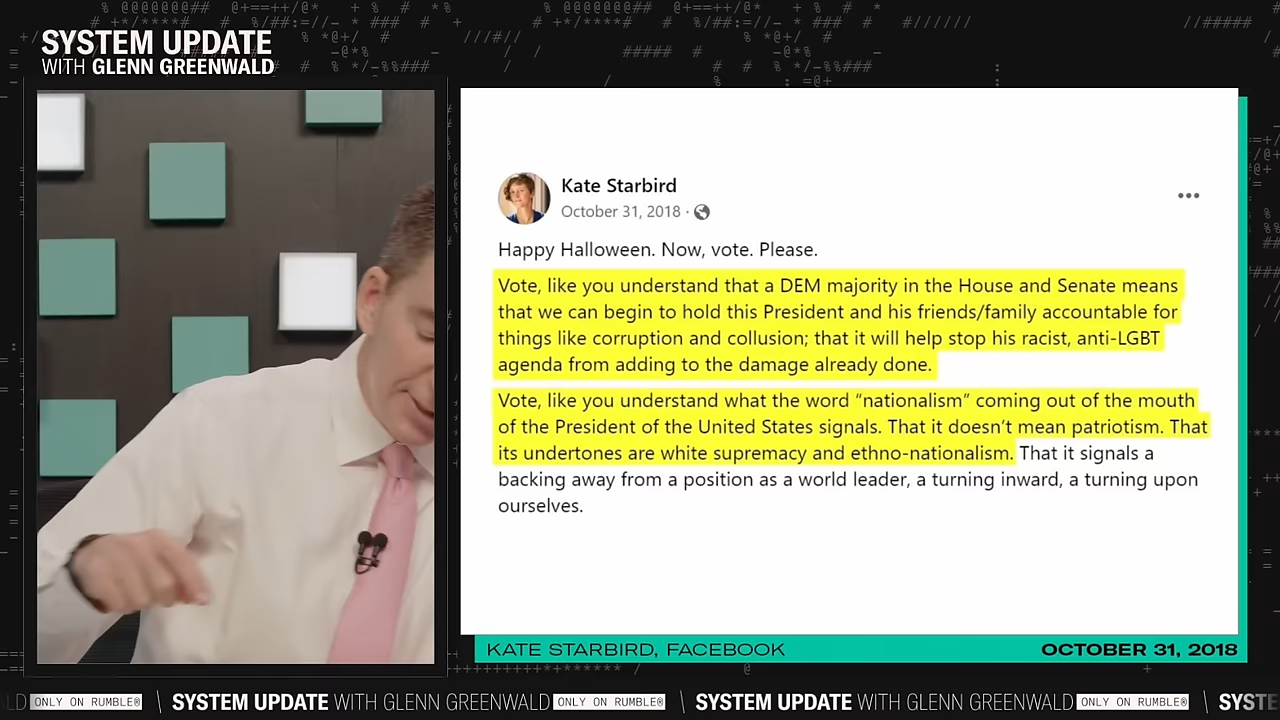 SYSTEM UPDATE
WITH GLENN GREENWALD
Kate Starbird
October 31, 2018 ·
Happy Halloween. Now, vote. Please.
Vote, like you understand that a DEM majority in the House and Senate means
that we can begin to hold this President and his friends/family accountable for
things like corruption and collusion; that it will help stop his racist, anti-LGBT
agenda from adding to the damage already done.
Vote, like you understand what the word “nationalism” coming out of the mouth
of the President of the United States signals. That it doesn’t mean patriotism. That
its undertones are white supremacy and ethno-nationalism. That it signals a
backing away from a position as a world leader, a turning inward, a turning upon
ourselves.
KATE STARBIRD, FACEBOOK OCTOBER 31, 2018
LD ONLY ON RUMBLE® \ SYSTEM UPDATE WITH GLENN GREENWALD ONLY ON RUMBLE® \ SYSTEM UPDATE WITH GLENN GREENWALD ONLY ON RUMBLE® \ SYSTE